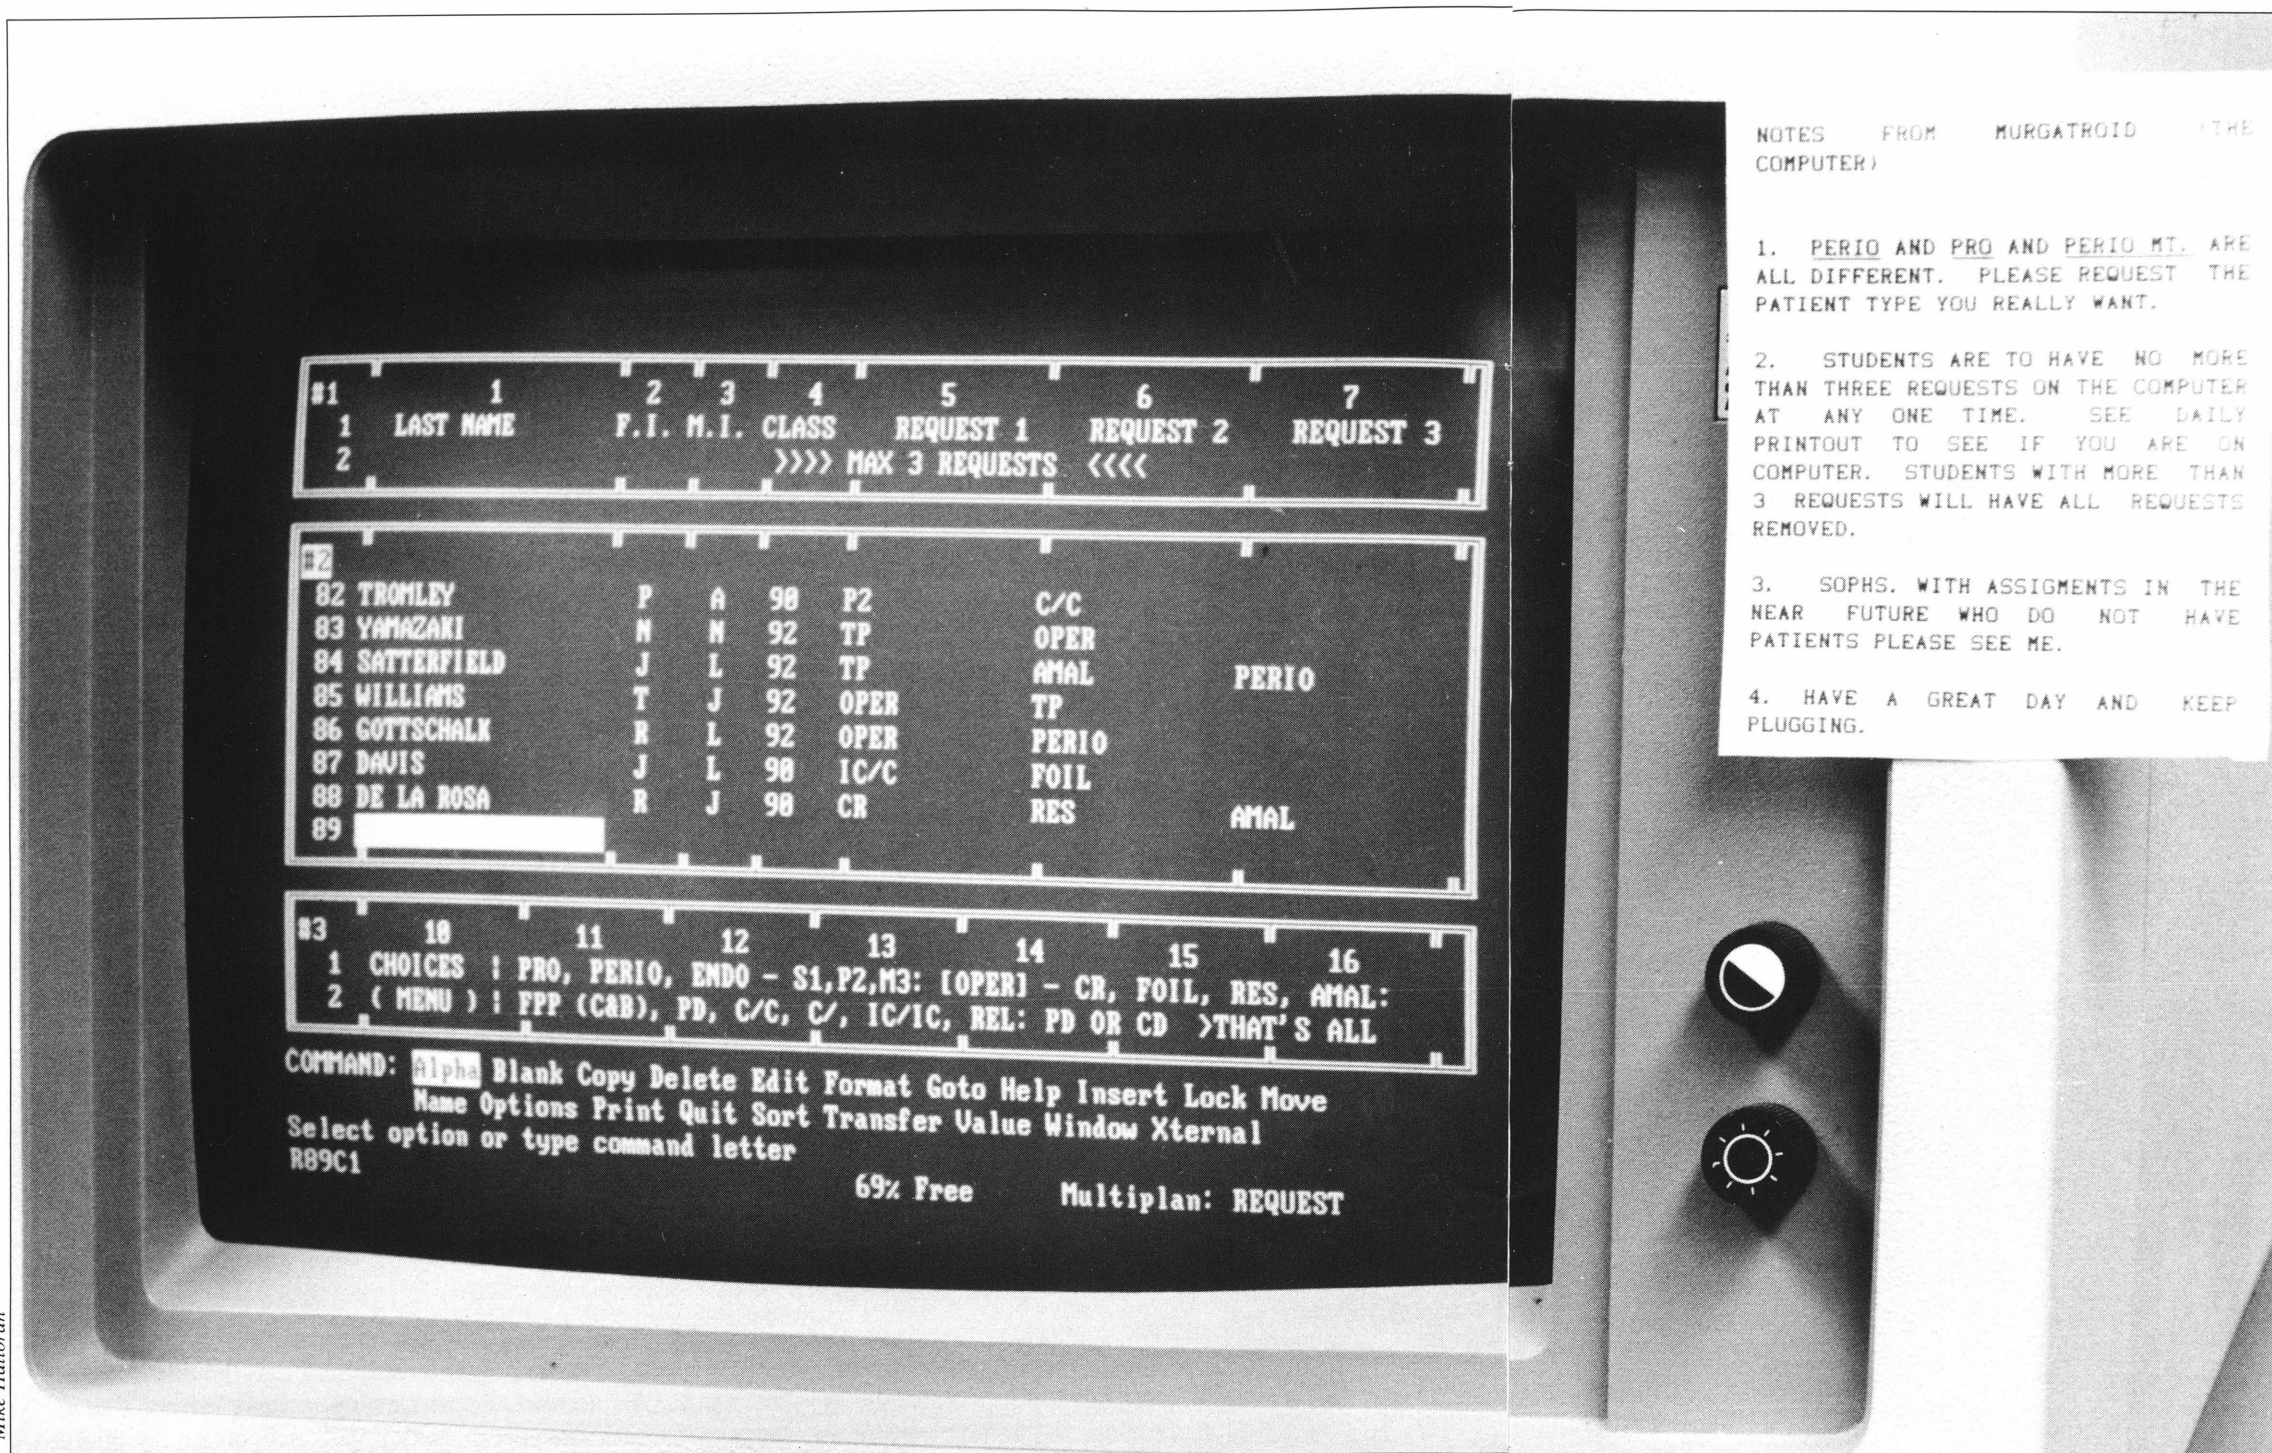 #1 1 2 3 4 5 6 7
1 LAST NAME F.I. M.I. CLASS REQUEST 1 REQUEST 2 REQUEST 3
2 >>>> MAX 3 REQUESTS <<<<
#2
82 TROMLEY P A 90 P2 C/C
83 YAMAZAKI N N 92 TP OPER
84 SATTERFIELD J L 92 TP AMAL PERIO
85 WILLIAMS T J 92 OPER TP
86 GOTTSCHALK R L 92 OPER PERIO
87 DAVIS J L 90 IC/C FOIL
88 DE LA ROSA R J 90 CR RES AMAL
89
#3 10 11 12 13 14 15 16
1 CHOICES ¦ PRO, PERIO, ENDO - S1,P2,M3: [OPER] - CR, FOIL, RES, AMAL:
2 ( MENU ) ¦ FPP (C&B), PD, C/C, C/, IC/IC, REL: PD OR CD >THAT'S ALL
COMMAND: Alpha Blank Copy Delete Edit Format Goto Help Insert Lock Move
Name Options Print Quit Sort Transfer Value Window Xternal
Select option or type command letter
R89C1 69% Free Multiplan: REQUEST
NOTES FROM MURGATROID (THE
COMPUTER)
1. PERIO AND PRO AND PERIO MT. ARE
ALL DIFFERENT. PLEASE REQUEST THE
PATIENT TYPE YOU REALLY WANT.
2. STUDENTS ARE TO HAVE NO MORE
THAN THREE REQUESTS ON THE COMPUTER
AT ANY ONE TIME. SEE DAILY
PRINTOUT TO SEE IF YOU ARE ON
COMPUTER. STUDENTS WITH MORE THAN
3 REQUESTS WILL HAVE ALL REQUESTS
REMOVED.
3. SOPHS. WITH ASSIGMENTS IN THE
NEAR FUTURE WHO DO NOT HAVE
PATIENTS PLEASE SEE ME.
4. HAVE A GREAT DAY AND KEEP
PLUGGING.
Mike Halloran